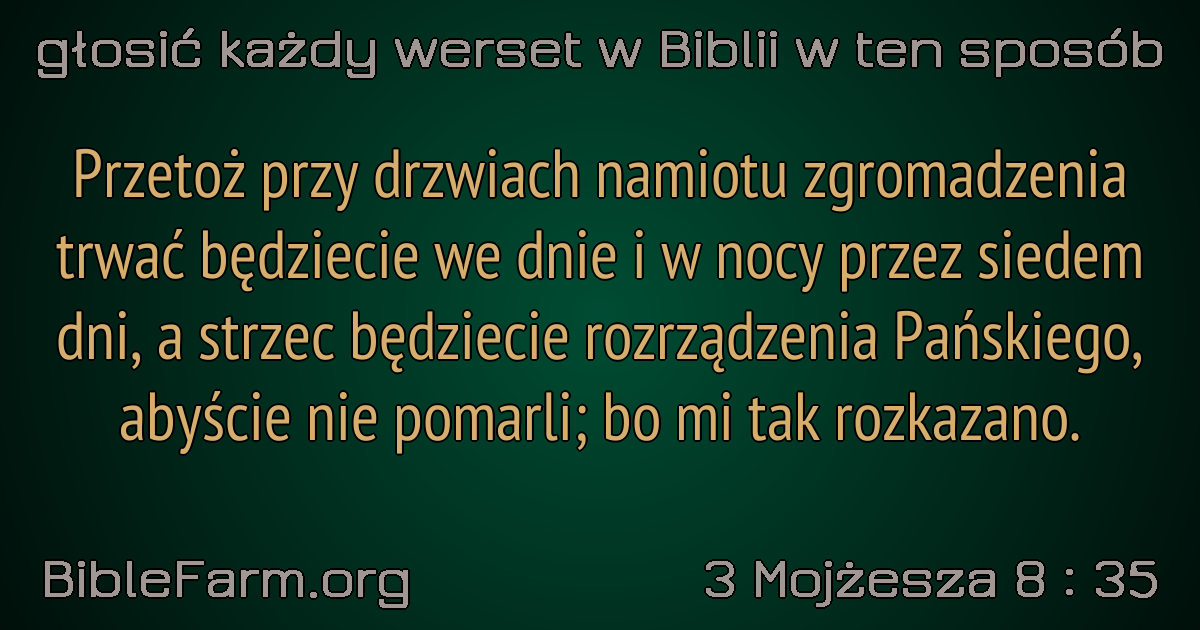 głosić każdy werset w Biblii w ten sposób
Przetoż przy drzwiach namiotu zgromadzenia
trwać będziecie we dnie i w nocy przez siedem
dni, a strzec będziecie rozrządzenia Pańskiego,
abyście nie pomarli; bo mi tak rozkazano.
BibleFarm.org
3 Mojżesza 8 : 35